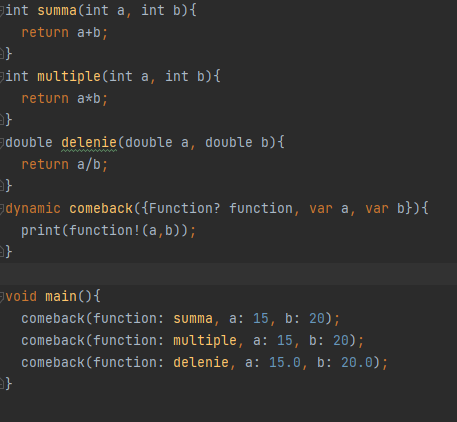 int summa(int a, int b){
  return a+b;
}
int multiple(int a, int b){
  return a*b;
}
double delenie(double a, double b){
  return a/b;
}
dynamic comeback({Function? function, var a, var b}){
  print(function!(a,b));
}

void main(){
  comeback(function: summa, a: 15, b: 20);
  comeback(function: multiple, a: 15, b: 20);
  comeback(function: delenie, a: 15.0, b: 20.0);
}